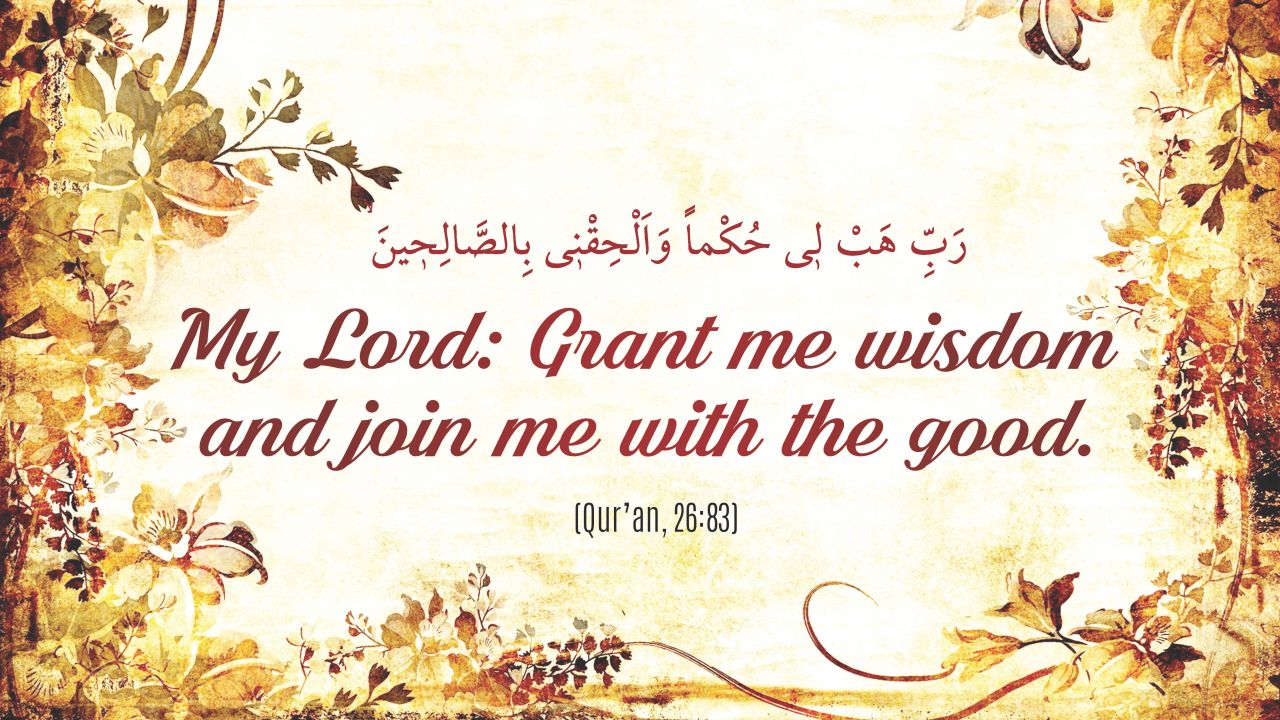 رَبِّ هَبْ لٖى حُكْماً وَاَلْحِقْنٖى بِالصَّالِحٖينَ
My Lord: Grant me wisdom
and join me with the good.
(Qur’an, 26:83)